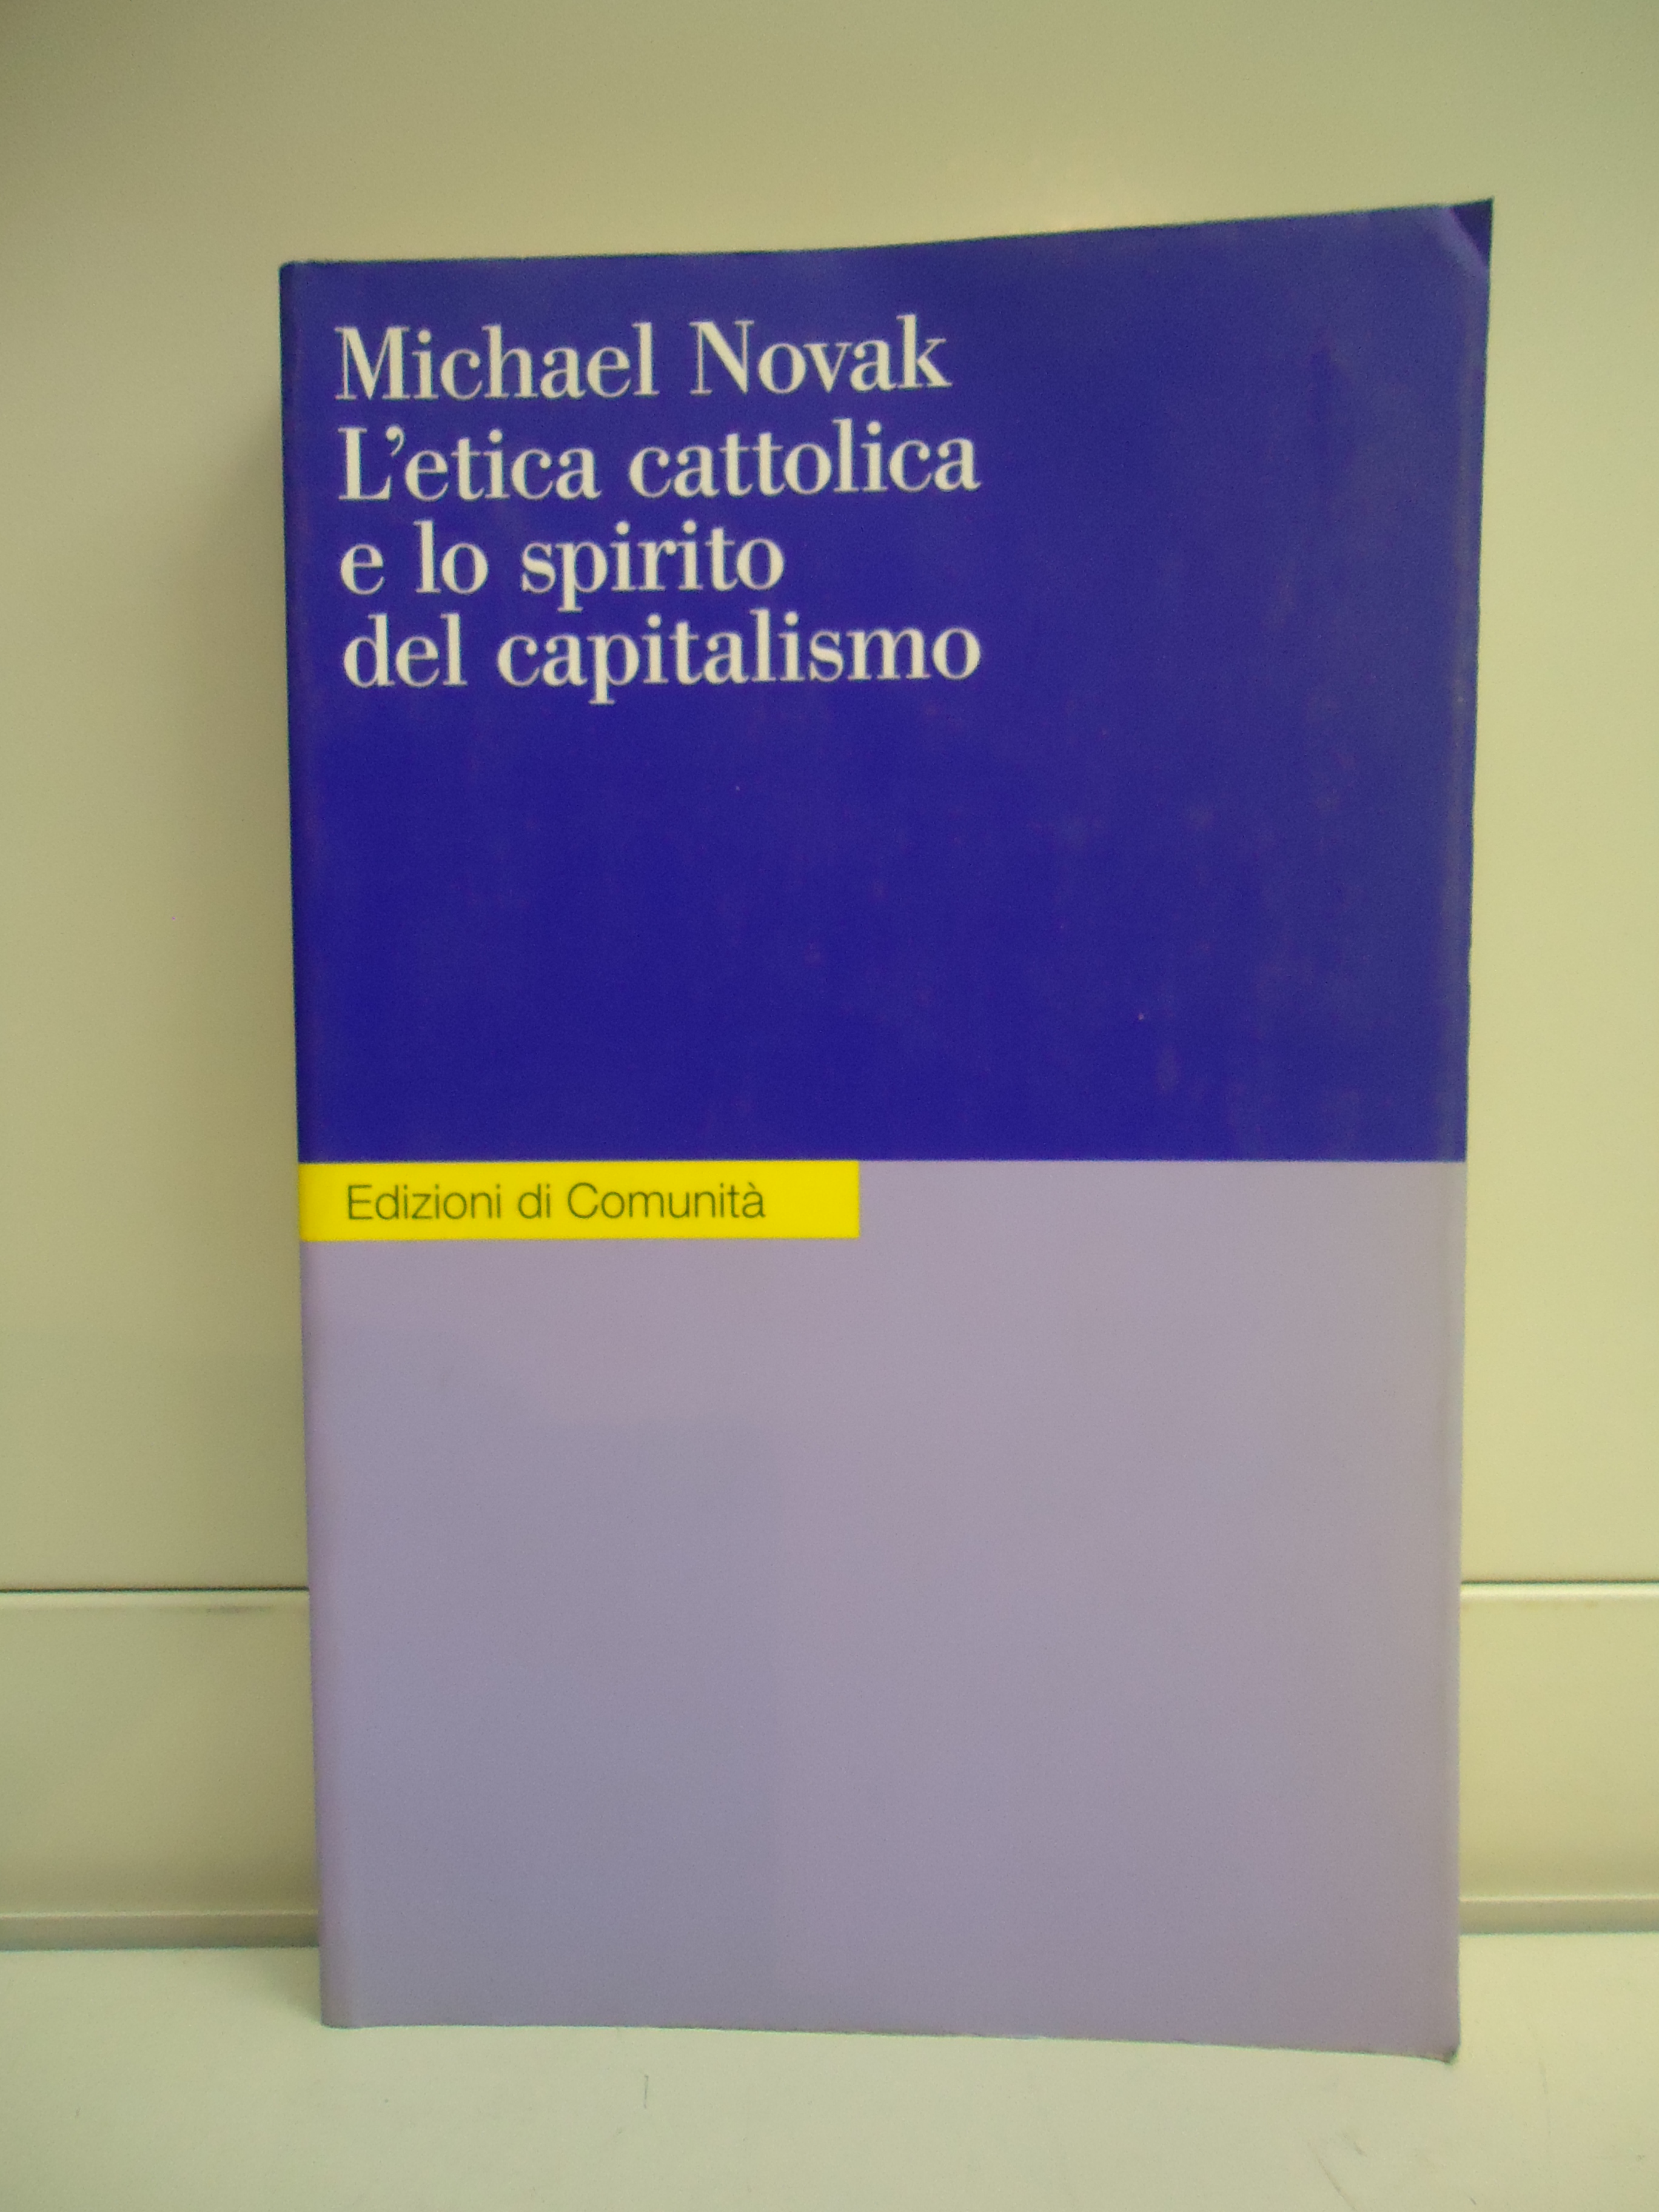 Michael Novak
L'etica cattolica
e lo spirito
del capitalismo
Edizioni di Comunità